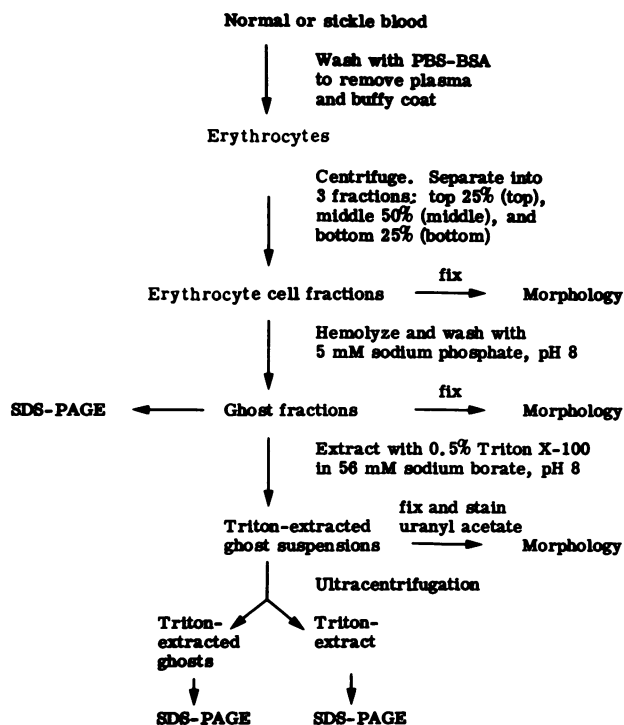 Normal or sickle blood
Wash with PBS-BSA
to remove plasma
and buffy coat
Erythrocytes
Centrifuge. Separate into
3 fractions: top 25% (top),
middle 50% (middle), and
bottom 25% (bottom)
Erythrocyte cell fractions
fix
Morphology
Hemolyze and wash with
5 mM sodium phosphate, pH 8
SDS-PAGE
Ghost fractions
fix
Morphology
Extract with 0.5% Triton X-100
in 56 mM sodium borate, pH 8
Triton-extracted
ghost suspensions
fix and stain
uranyl acetate
Morphology
Ultracentrifugation
Triton-
extracted
ghosts
Triton-
extract
SDS-PAGE
SDS-PAGE